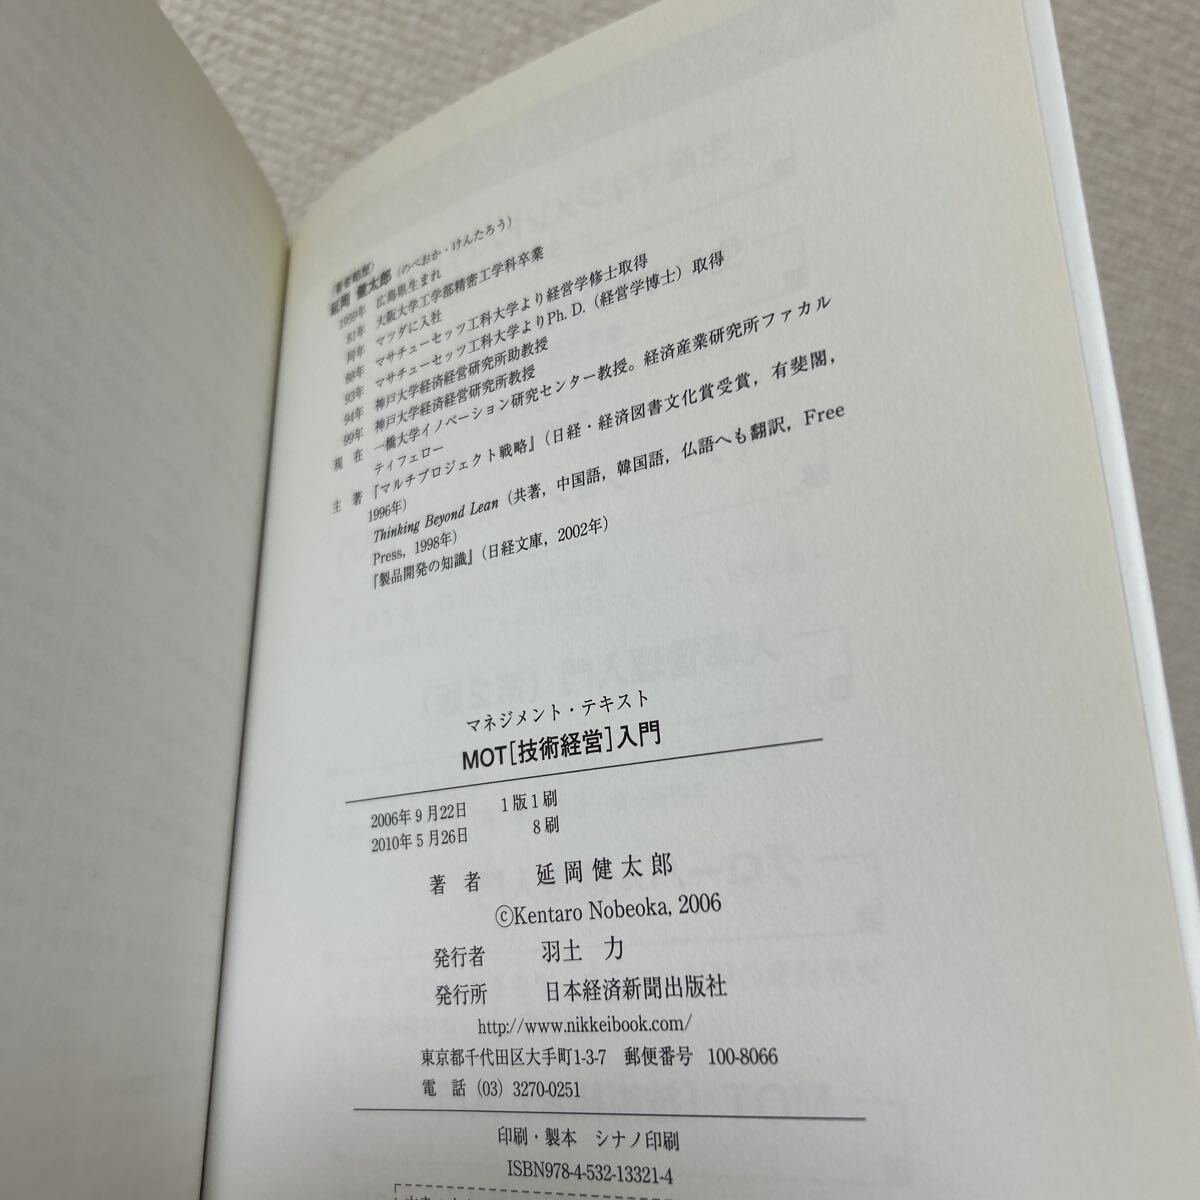 〔著者略歴〕
延岡 健太郎（のべおか・けんたろう）
1959年 広島県生まれ
81年 大阪大学工学部精密工学科卒業
同年 マツダに入社
88年 マサチューセッツ工科大学より経営学修士取得
93年 マサチューセッツ工科大学よりPh. D.（経営学博士）取得
94年 神戸大学経済経営研究所助教授
99年 神戸大学経済経営研究所教授
現 在 一橋大学イノベーション研究センター教授。経済産業研究所ファカル
ティフェロー
主 著 『マルチプロジェクト戦略』（日経・経済図書文化賞受賞，有斐閣，
1996年）
Thinking Beyond Lean（共著，中国語，韓国語，仏語へも翻訳，Free
Press, 1998年）
『製品開発の知識』（日経文庫，2002年）
マネジメント・テキスト
MOT［技術経営］入門
2006年9月22日 1版1刷
2010年5月26日 8刷
著 者 延岡健太郎
©Kentaro Nobeoka, 2006
発行者 羽土 力
発行所 日本経済新聞出版社
http://www.nikkeibook.com/
東京都千代田区大手町1-3-7 郵便番号 100-8066
電 話 (03) 3270-0251
印刷・製本 シナノ印刷
ISBN978-4-532-13321-4